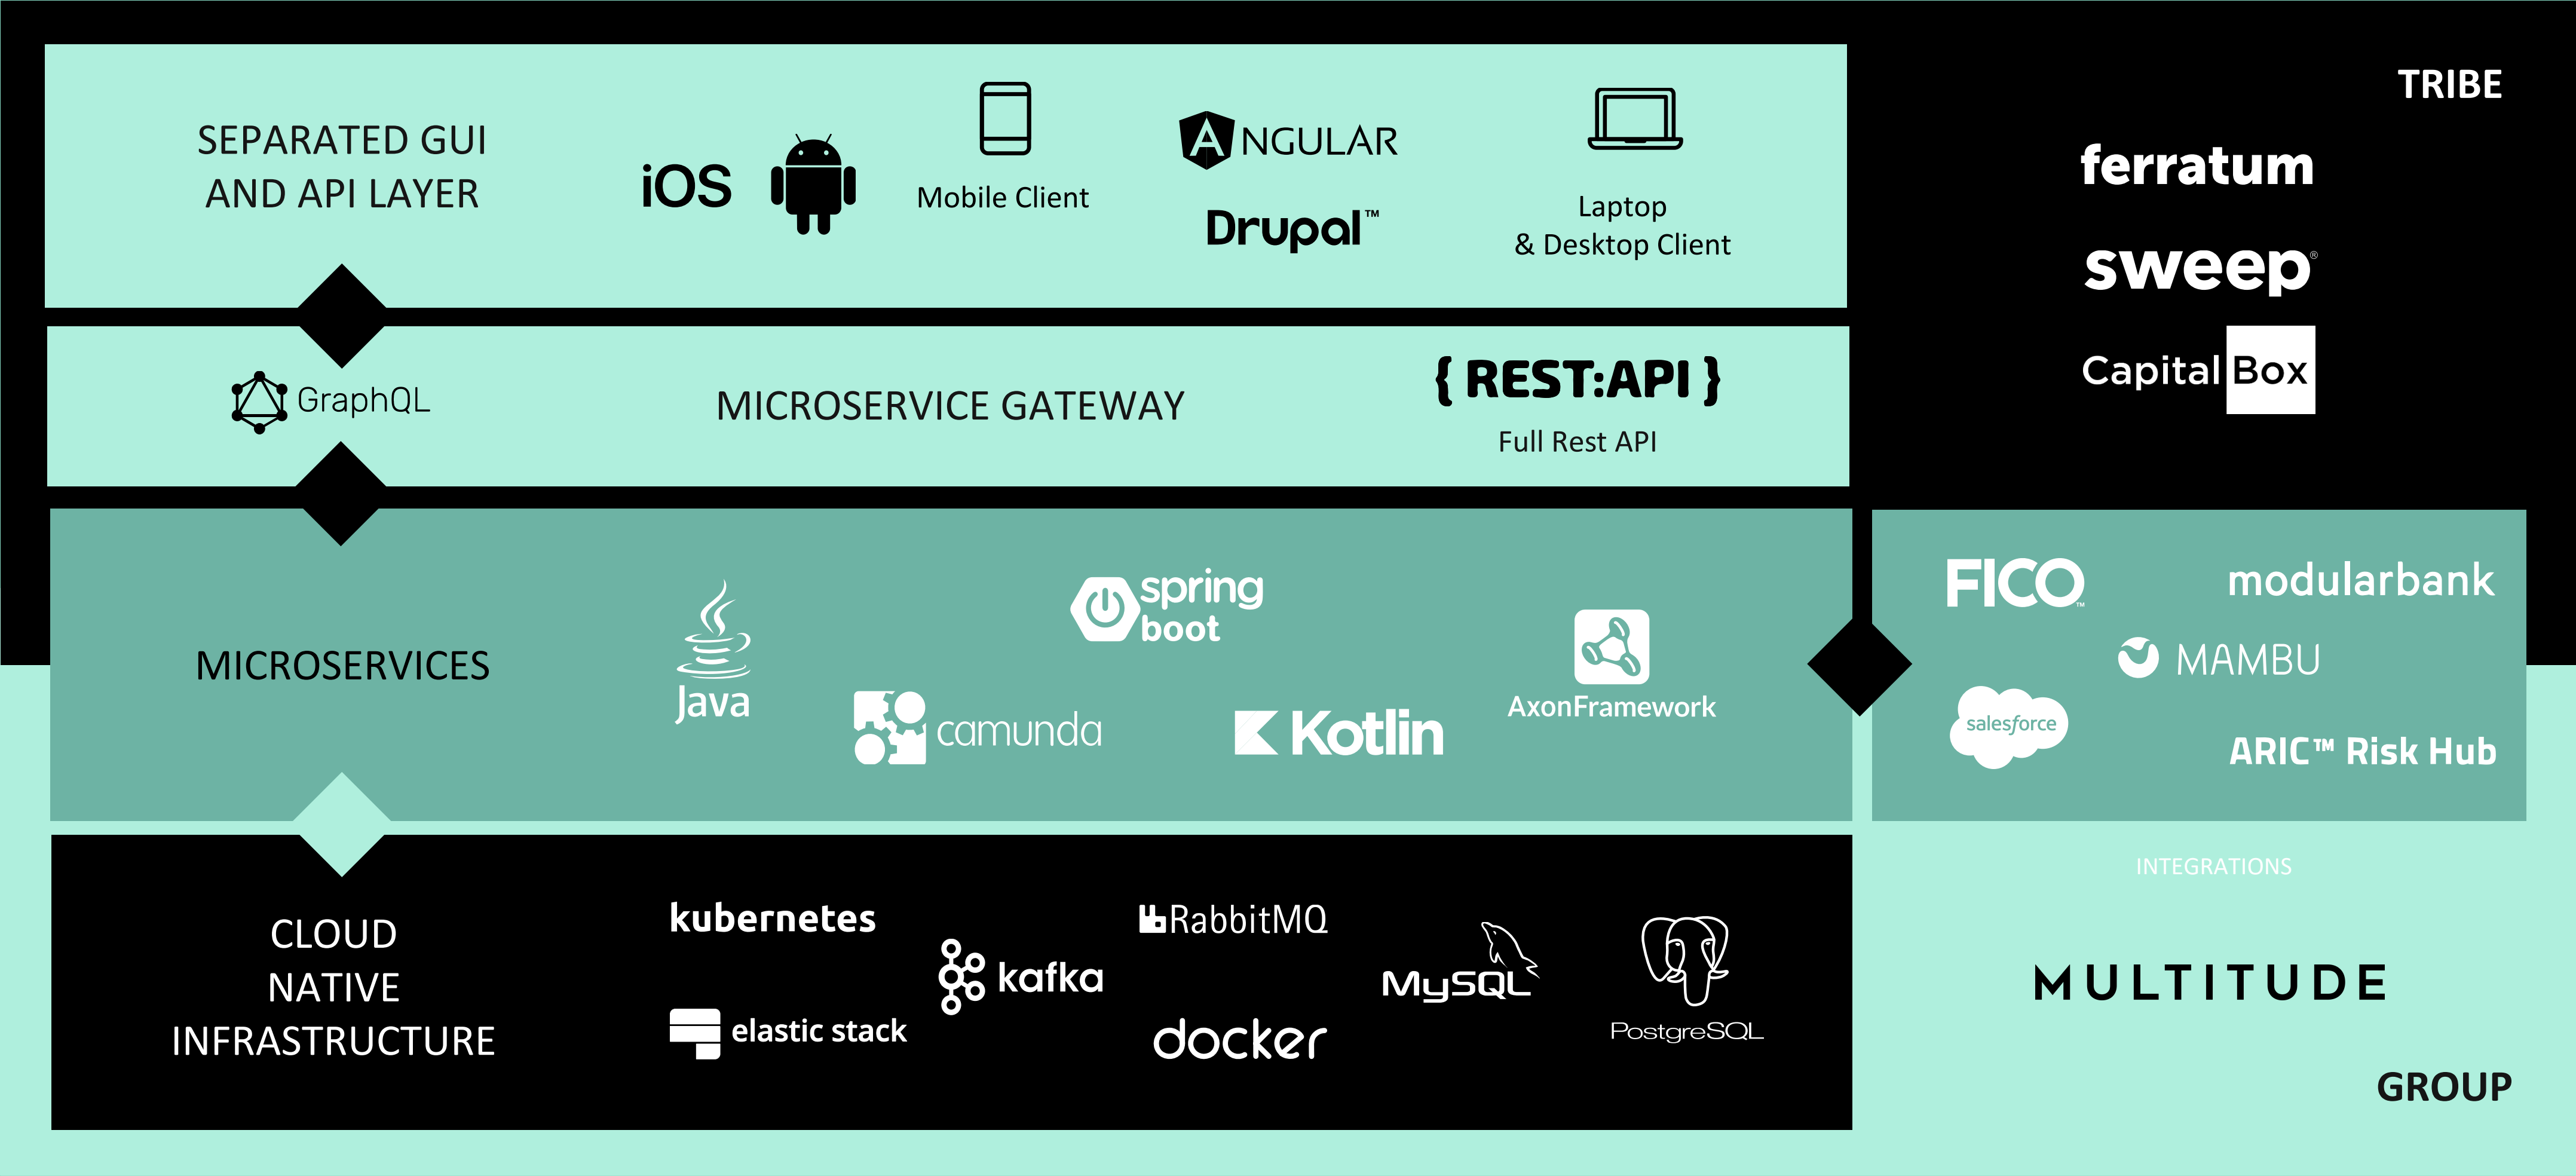 SEPARATED GUI
AND API LAYER
iOS
Mobile Client
ANGULAR
Drupal™
Laptop
& Desktop Client
TRIBE
ferratum
sweep®
Capital Box
GraphQL
MICROSERVICE GATEWAY
{ REST:API }
Full Rest API
MICROSERVICES
Java
spring
boot
camunda
Kotlin
AxonFramework
FICO™
modularbank
MAMBU
salesforce
ARIC™ Risk Hub
INTEGRATIONS
CLOUD
NATIVE
INFRASTRUCTURE
kubernetes
kafka
elastic stack
RabbitMQ
docker
MySQL
PostgreSQL
MULTITUDE
GROUP